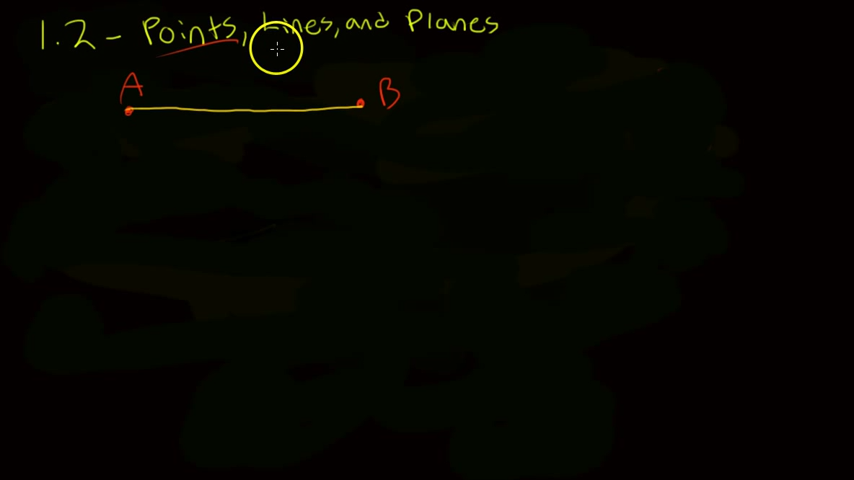 1.2 - Points, Lines, and Planes
A B